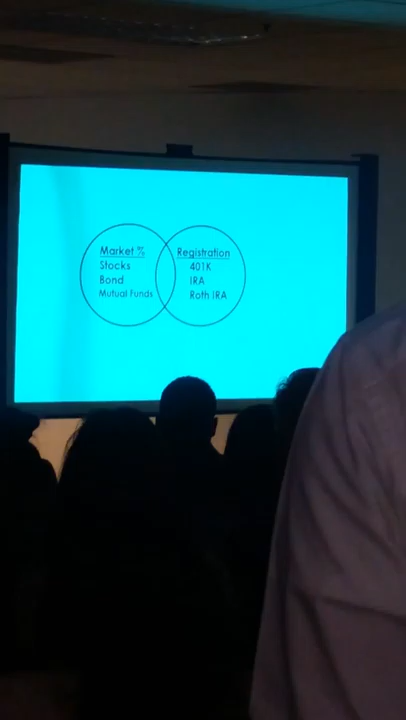 Market %
Stocks
Bond
Mutual Funds
Registration
401K
IRA
Roth IRA